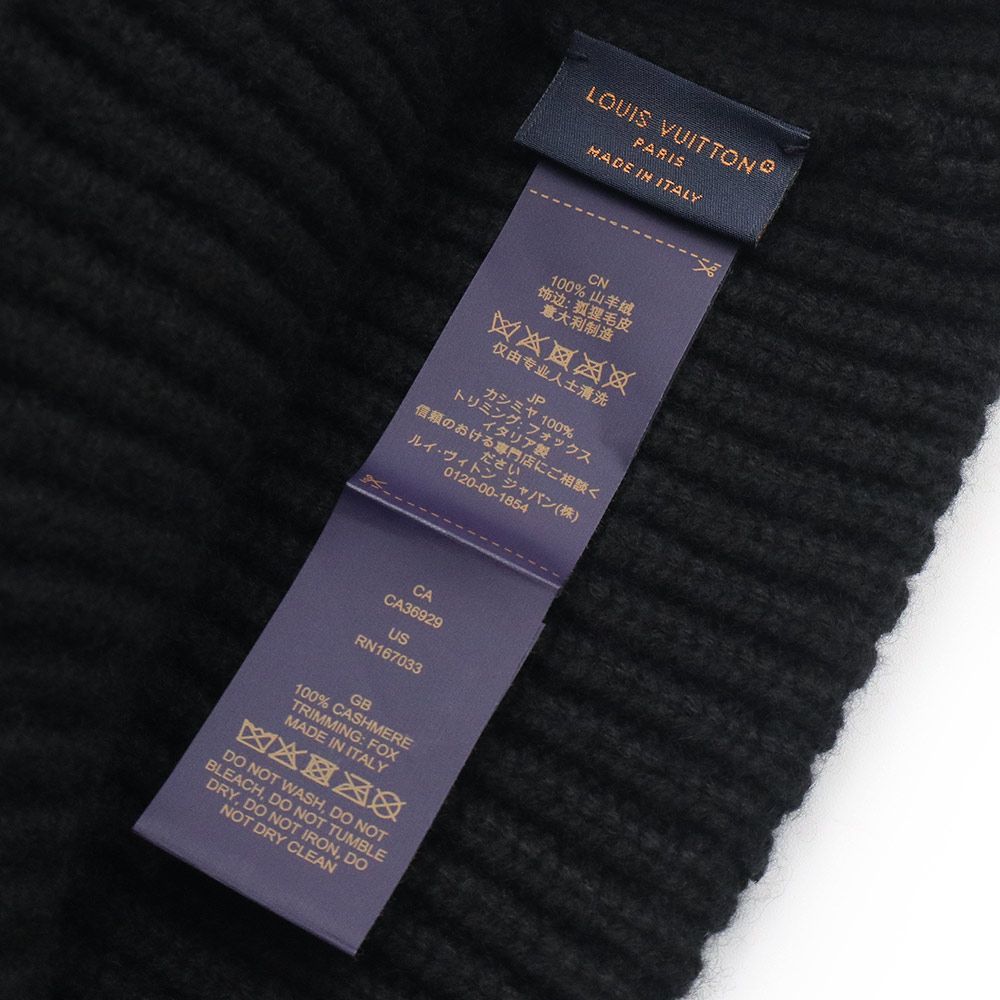 LOUIS VUITTON
PARIS
MADE IN ITALY
CN
100% 山羊绒
饰边: 狐狸毛皮
意大利制造
仅由专业人士清洗
JP
カシミヤ 100%
トリミング: フォックス
イタリア製
信頼のおける専門店にご相談く
ださい
ルイ・ヴィトン ジャパン(株)
0120-00-1854
CA
CA36929
US
RN167033
GB
100% CASHMERE
TRIMMING: FOX
MADE IN ITALY
DO NOT WASH, DO NOT
BLEACH, DO NOT TUMBLE
DRY, DO NOT IRON, DO
NOT DRY CLEAN